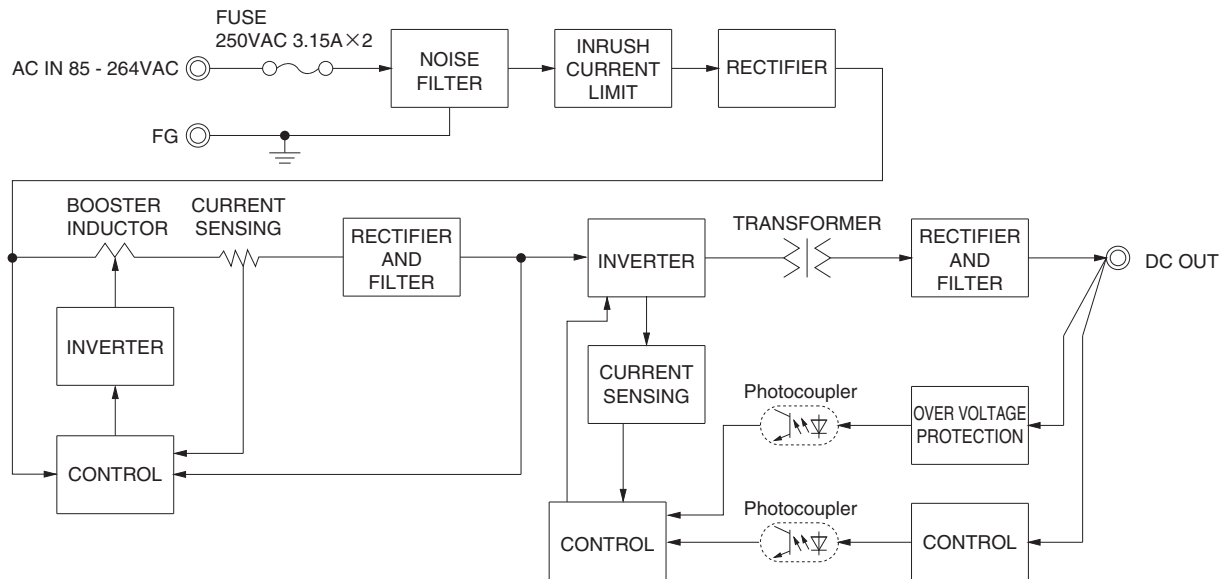 FUSE
250VAC 3.15A×2
AC IN 85 - 264VAC
NOISE
FILTER
INRUSH
CURRENT
LIMIT
RECTIFIER
FG
BOOSTER
INDUCTOR
CURRENT
SENSING
RECTIFIER
AND
FILTER
INVERTER
TRANSFORMER
RECTIFIER
AND
FILTER
DC OUT
INVERTER
CURRENT
SENSING
Photocoupler
OVER VOLTAGE
PROTECTION
CONTROL
CONTROL
Photocoupler
CONTROL